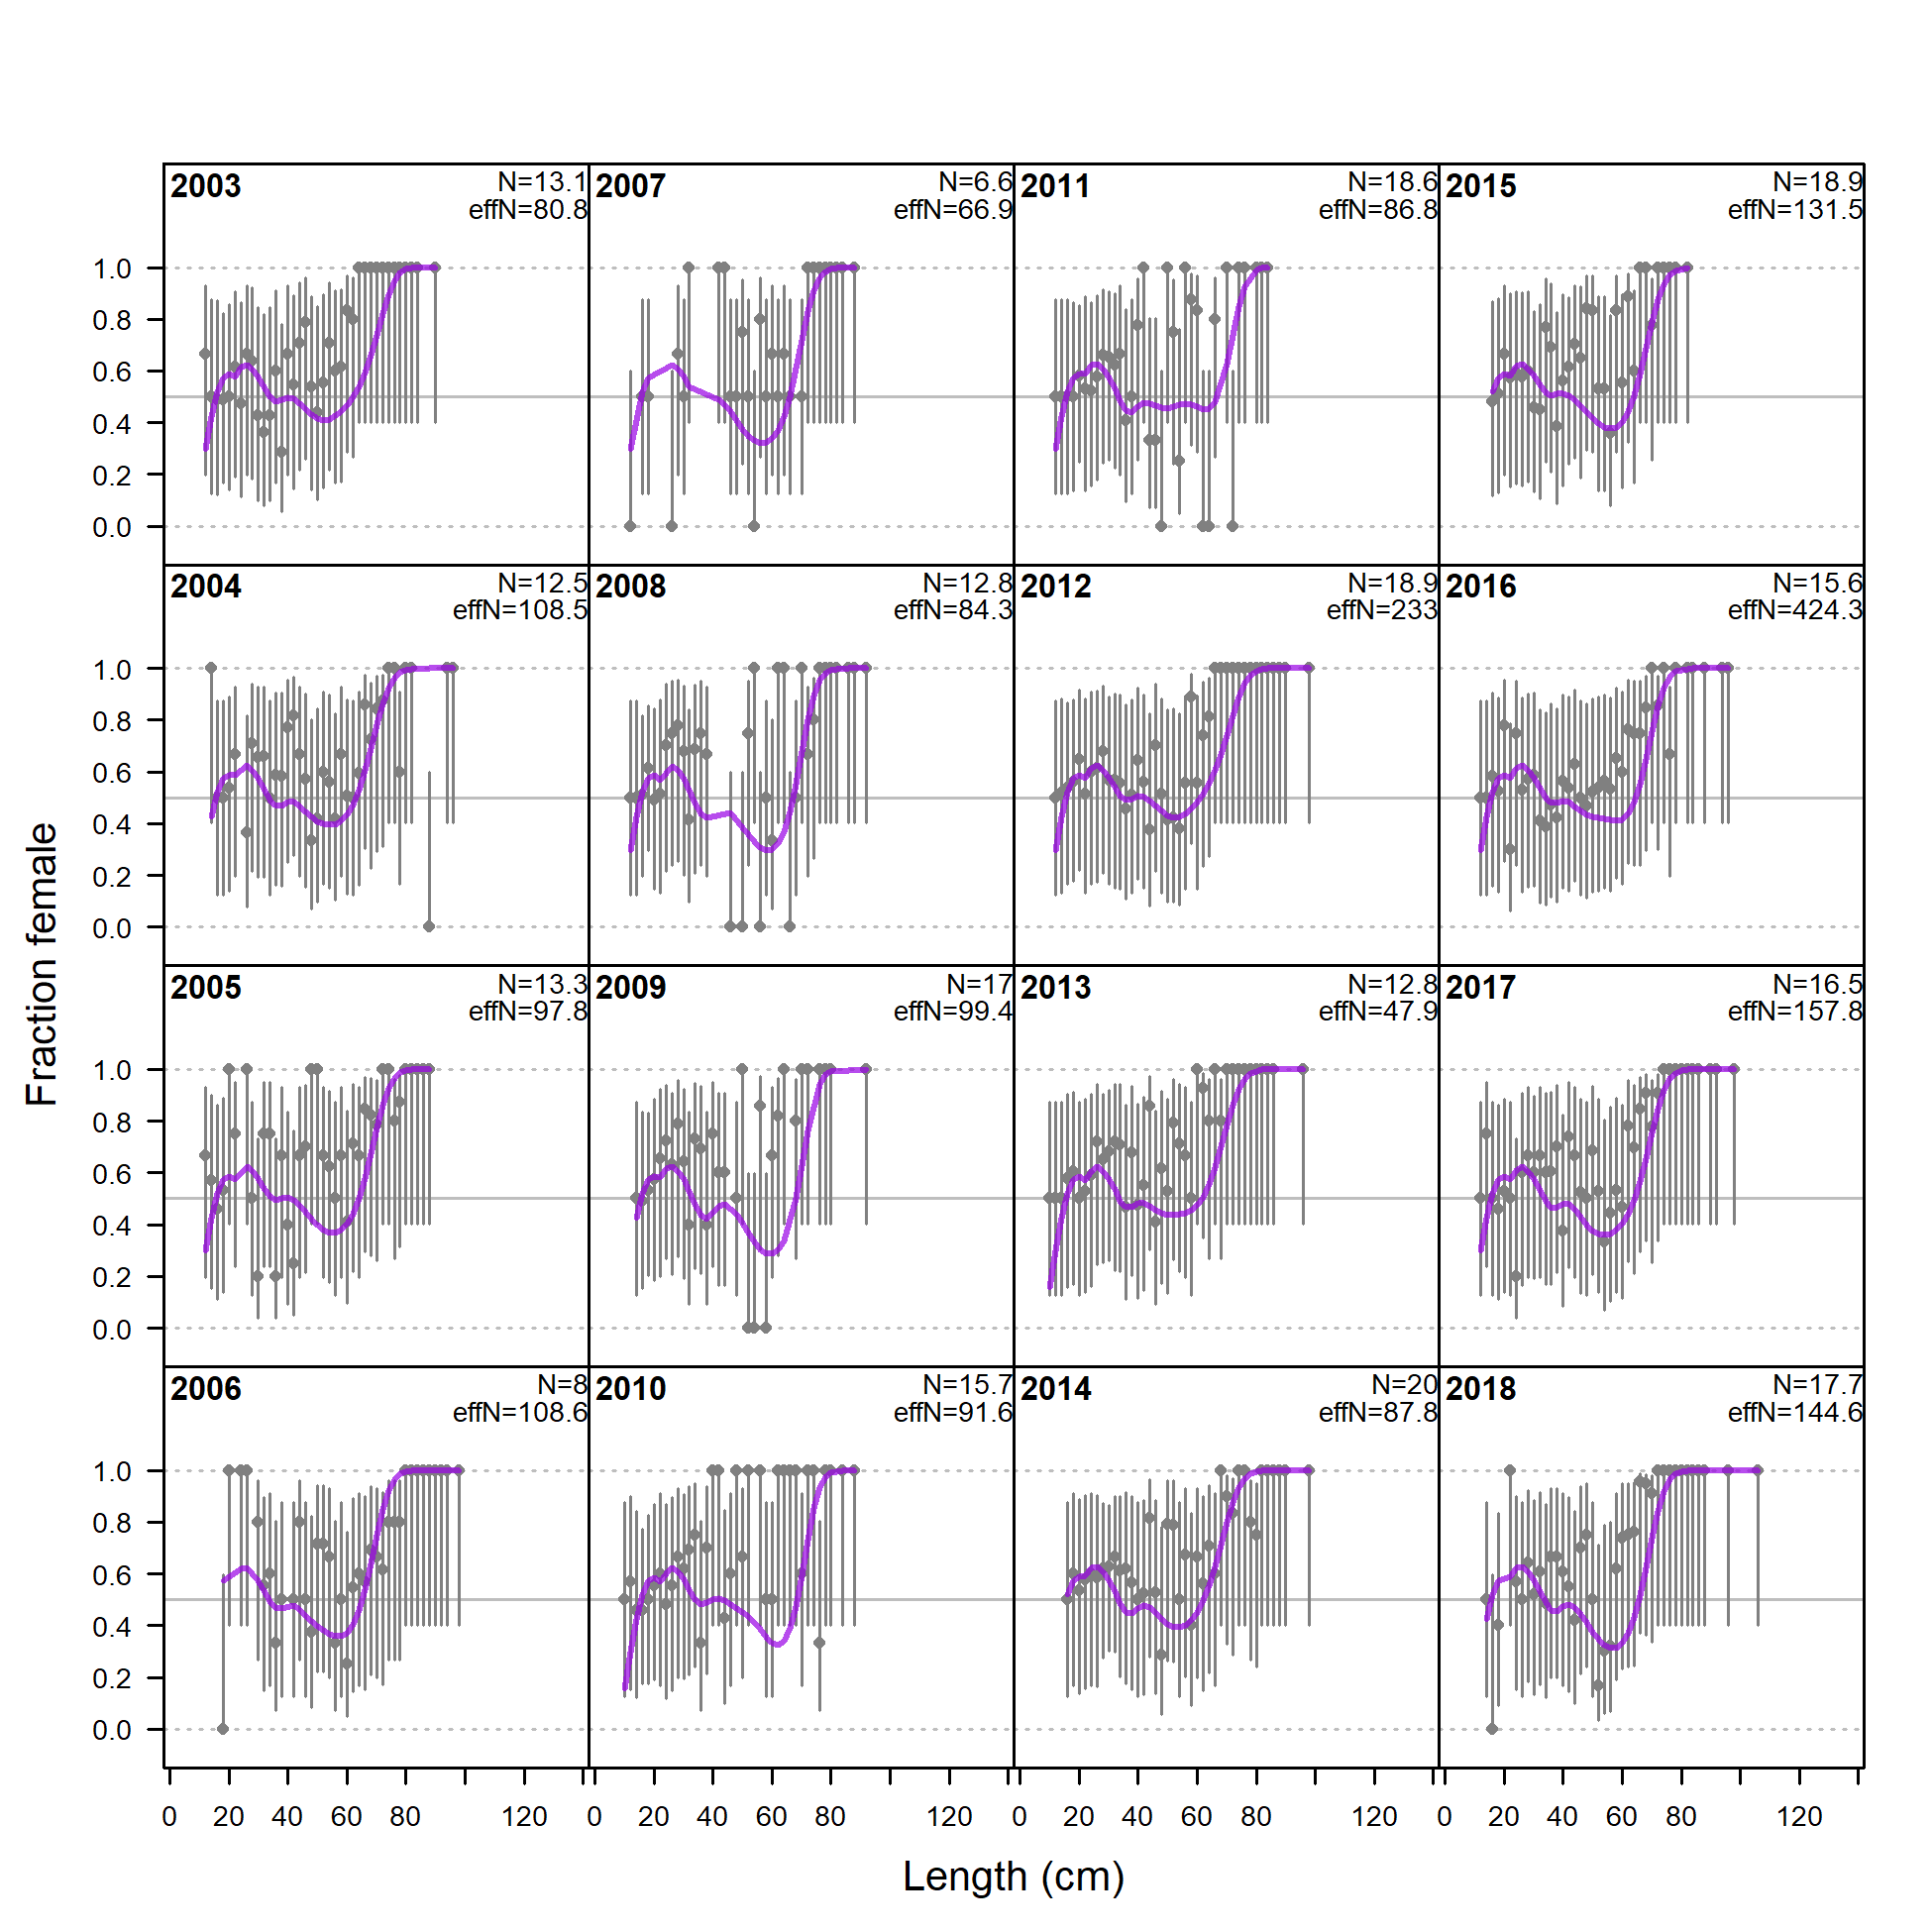 2003 N=13.1
effN=80.8
2007 N=6.6
effN=66.9
2011 N=18.6
effN=86.8
2015 N=18.9
effN=131.5
1.0
0.8
0.6
0.4
0.2
0.0
2004 N=12.5
effN=108.5
2008 N=12.8
effN=84.3
2012 N=18.9
effN=233
2016 N=15.6
effN=424.3
1.0
0.8
0.6
0.4
0.2
0.0
Fraction female
2005 N=13.3
effN=97.8
2009 N=17
effN=99.4
2013 N=12.8
effN=47.9
2017 N=16.5
effN=157.8
1.0
0.8
0.6
0.4
0.2
0.0
2006 N=8
effN=108.6
2010 N=15.7
effN=91.6
2014 N=20
effN=87.8
2018 N=17.7
effN=144.6
1.0
0.8
0.6
0.4
0.2
0.0
0 20 40 60 80 120 0 20 40 60 80 120 0 20 40 60 80 120 0 20 40 60 80 120
Length (cm)